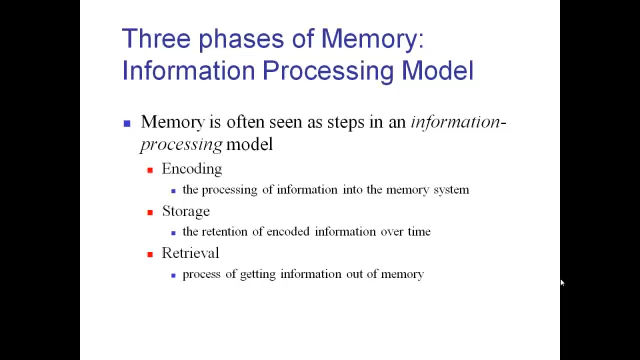 Three phases of Memory:
Information Processing Model
Memory is often seen as steps in an information-
processing model
Encoding
the processing of information into the memory system
Storage
the retention of encoded information over time
Retrieval
process of getting information out of memory